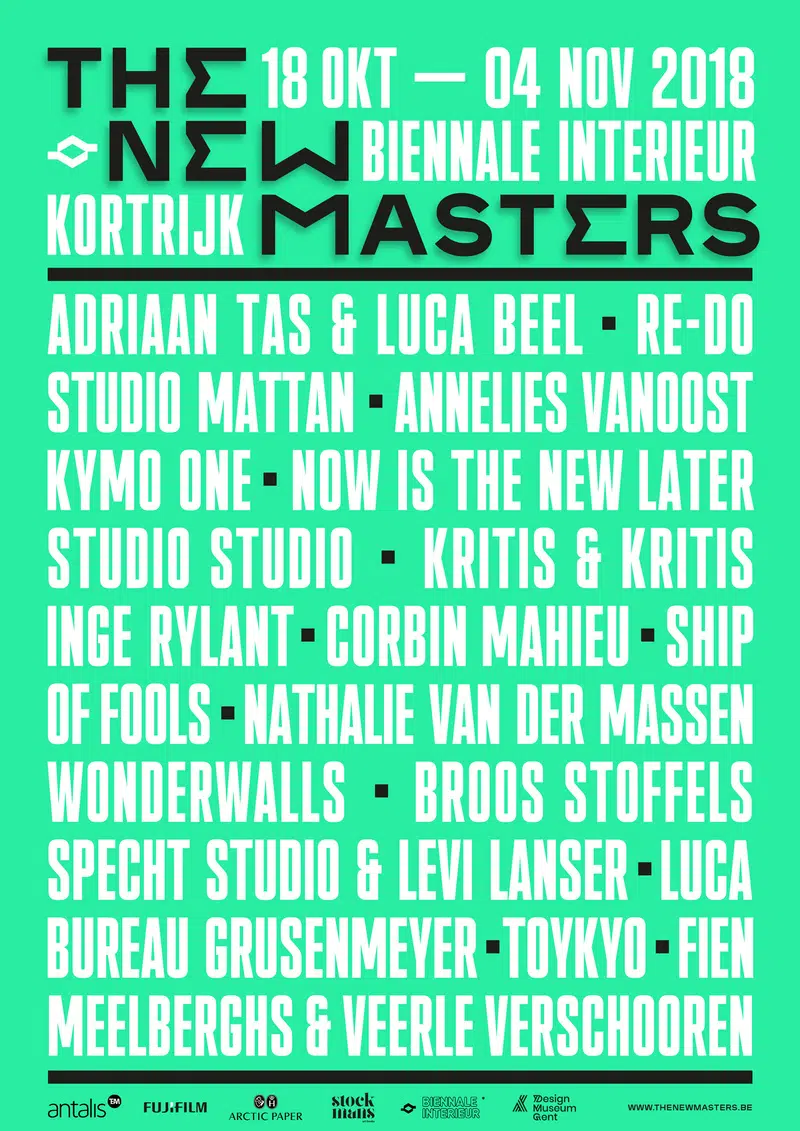 THE 18 OKT — 04 NOV 2018
NEW BIENNALE INTERIEUR
KORTRIJK MASTERS
ADRIAAN TAS & LUCA BEEL ▪ RE-DO
STUDIO MATTAN ▪ ANNELIES VANOOST
KYMO ONE ▪ NOW IS THE NEW LATER
STUDIO STUDIO ▪ KRITIS & KRITIS
INGE RYLANT ▪ CORBIN MAHIEU ▪ SHIP
OF FOOLS ▪ NATHALIE VAN DER MASSEN
WONDERWALLS ▪ BROOS STOFFELS
SPECHT STUDIO & LEVI LANSER ▪ LUCA
BUREAU GRUSENMEYER ▪ TOYKYO ▪ FIEN
MEELBERGHS & VEERLE VERSCHOOREN
antalis TM
FUJIFILM
ARCTIC PAPER
stock
mans
BIENNALE
INTERIEUR
Design
Museum
Gent
WWW.THENEWMASTERS.BE